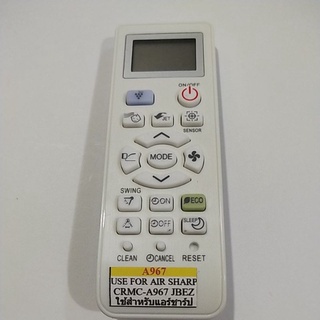 ON/OFF
JET
SENSOR
MODE
SWING
ON
ECO
OFF
SLEEP
CLEAN CANCEL RESET
A967
USE FOR AIR SHARP
CRMC-A967 JBEZ
ใช้สำหรับแอร์ชาร์ป